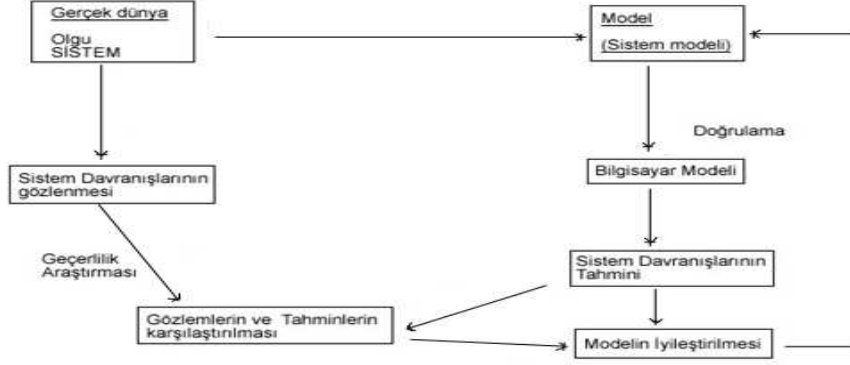 Gerçek dünya
Olgu
SİSTEM
Model
(Sistem modeli)
Doğrulama
Sistem Davranışlarının
gözlenmesi
Bilgisayar Modeli
Geçerlilik
Araştırması
Sistem Davranışlarının
Tahmini
Gözlemlerin ve Tahminlerin
karşılaştırılması
Modelin İyileştirilmesi